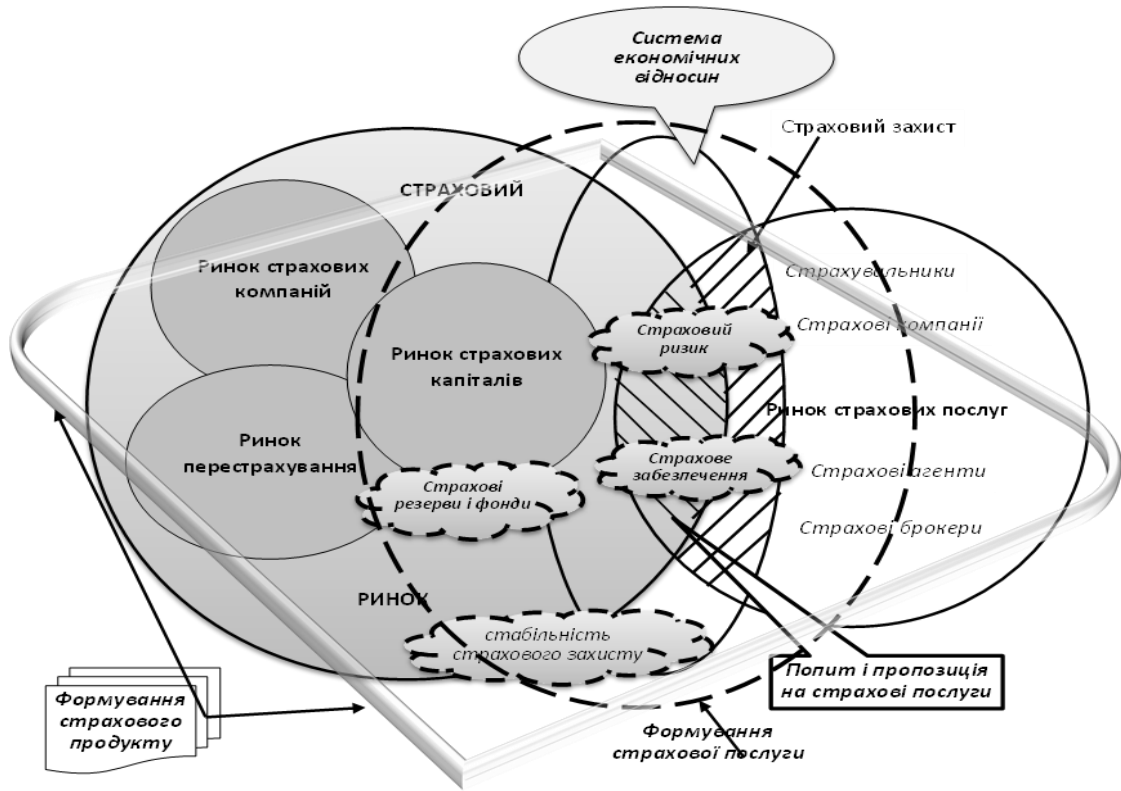 Система
економічних
відносин
Страховий захист
СТРАХОВИЙ
Ринок страхових
компаній
Страхувальники
Страхові компанії
Страховий
ризик
Ринок страхових
капіталів
Ринок страхових послуг
Ринок
перестрахування
Страхове
забезпечення
Страхові агенти
Страхові
резерви і фонди
Страхові брокери
РИНОК
стабільність
страхового захисту
Попит і пропозиція
на страхові послуги
Формування
страхового
продукту
Формування
страхової послуги